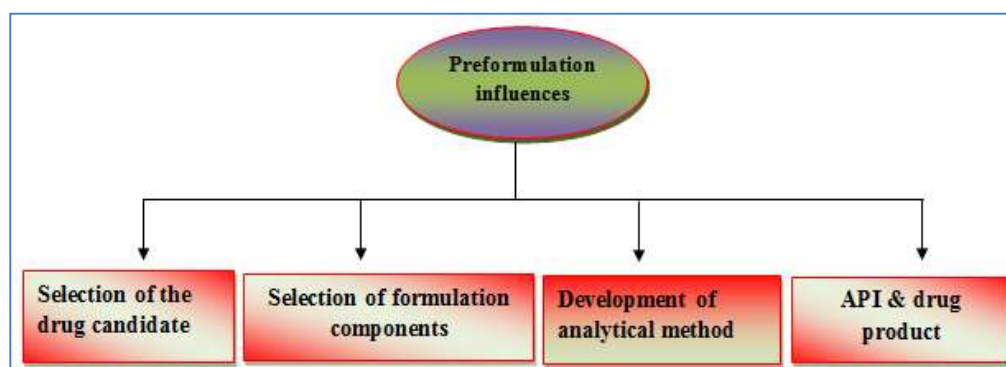 Preformulation
influences
Selection of the
drug candidate
Selection of formulation
components
Development of
analytical method
API & drug
product